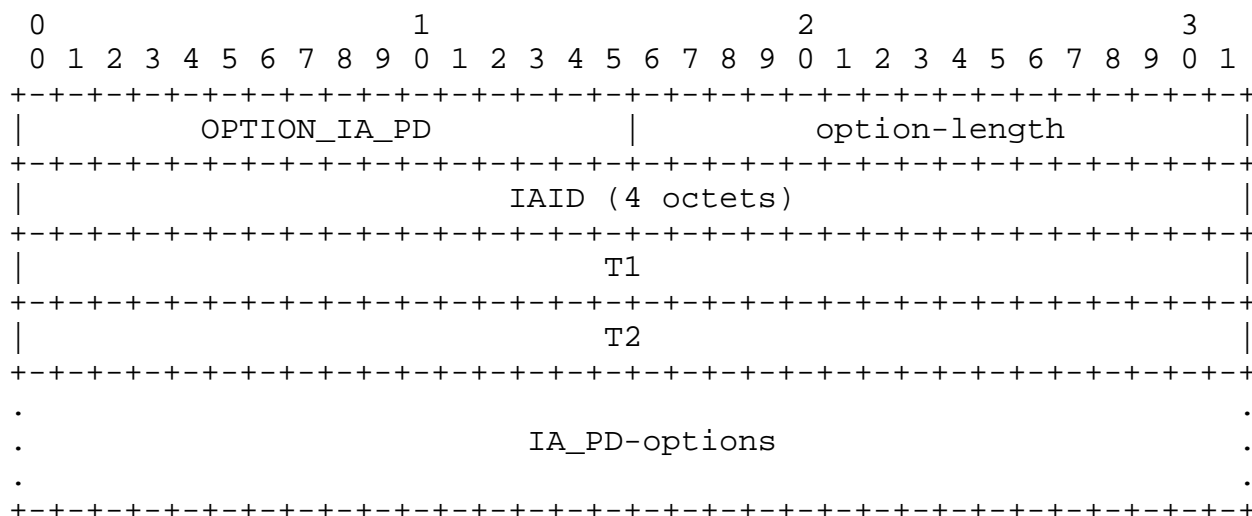 0                   1                   2                   3
 0 1 2 3 4 5 6 7 8 9 0 1 2 3 4 5 6 7 8 9 0 1 2 3 4 5 6 7 8 9 0 1
+-+-+-+-+-+-+-+-+-+-+-+-+-+-+-+-+-+-+-+-+-+-+-+-+-+-+-+-+-+-+-+-+
|         OPTION_IA_PD          |         option-length         |
+-+-+-+-+-+-+-+-+-+-+-+-+-+-+-+-+-+-+-+-+-+-+-+-+-+-+-+-+-+-+-+-+
|                         IAID (4 octets)                       |
+-+-+-+-+-+-+-+-+-+-+-+-+-+-+-+-+-+-+-+-+-+-+-+-+-+-+-+-+-+-+-+-+
|                              T1                               |
+-+-+-+-+-+-+-+-+-+-+-+-+-+-+-+-+-+-+-+-+-+-+-+-+-+-+-+-+-+-+-+-+
|                              T2                               |
+-+-+-+-+-+-+-+-+-+-+-+-+-+-+-+-+-+-+-+-+-+-+-+-+-+-+-+-+-+-+-+-+
.                                                               .
.                          IA_PD-options                        .
.                                                               .
+-+-+-+-+-+-+-+-+-+-+-+-+-+-+-+-+-+-+-+-+-+-+-+-+-+-+-+-+-+-+-+-+